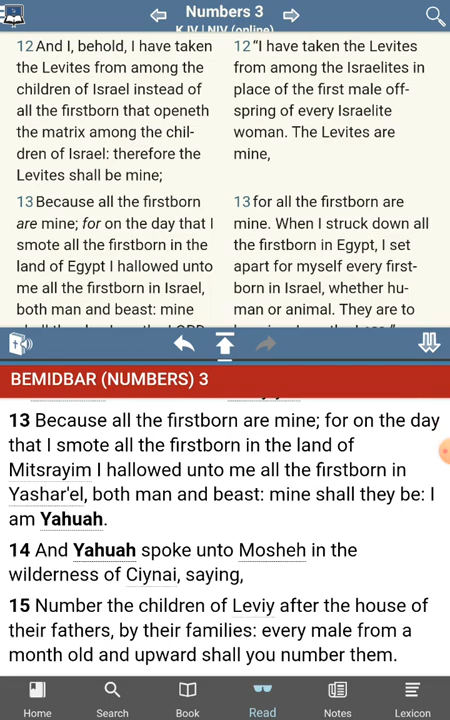 Numbers 3
KJV | NIV (online)
12 And I, behold, I have taken
the Levites from among the
children of Israel instead of
all the firstborn that openeth
the matrix among the chil-
dren of Israel: therefore the
Levites shall be mine;
13 Because all the firstborn
are mine; for on the day that I
smote all the firstborn in the
land of Egypt I hallowed unto
me all the firstborn in Israel,
both man and beast: mine
12 “I have taken the Levites
from among the Israelites in
place of the first male off-
spring of every Israelite
woman. The Levites are
mine,
13 for all the firstborn are
mine. When I struck down all
the firstborn in Egypt, I set
apart for myself every first-
born in Israel, whether hu-
man or animal. They are to
BEMIDBAR (NUMBERS) 3
13 Because all the firstborn are mine; for on the day
that I smote all the firstborn in the land of
Mitsrayim I hallowed unto me all the firstborn in
Yashar'el, both man and beast: mine shall they be: I
am Yahuah.
14 And Yahuah spoke unto Mosheh in the
wilderness of Ciynai, saying,
15 Number the children of Leviy after the house of
their fathers, by their families: every male from a
month old and upward shall you number them.
Home
Search
Book
Read
Notes
Lexicon